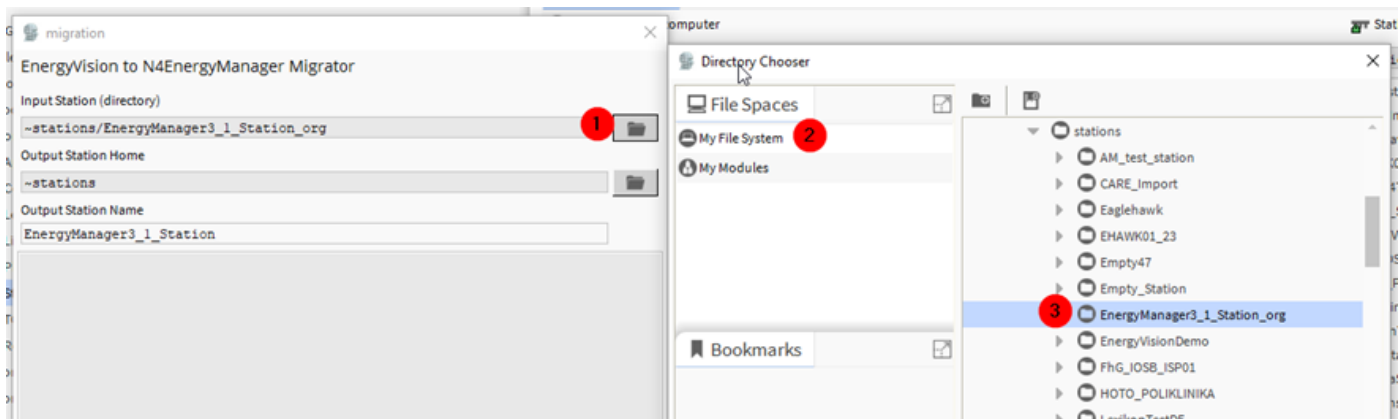 migration
EnergyVision to N4EnergyManager Migrator
Input Station (directory)
~stations/EnergyManager3_1_Station_org
1
Output Station Home
~stations
Output Station Name
EnergyManager3_1_Station
omputer
Stat
Directory Chooser
File Spaces
My File System
2
My Modules
Bookmarks
stations
AM_test_station
CARE_Import
Eaglehawk
EHAWK01_23
Empty47
Empty_Station
3
EnergyManager3_1_Station_org
EnergyVisionDemo
FhG_IOSB_ISP01
HOTO_POLIKLINIKA